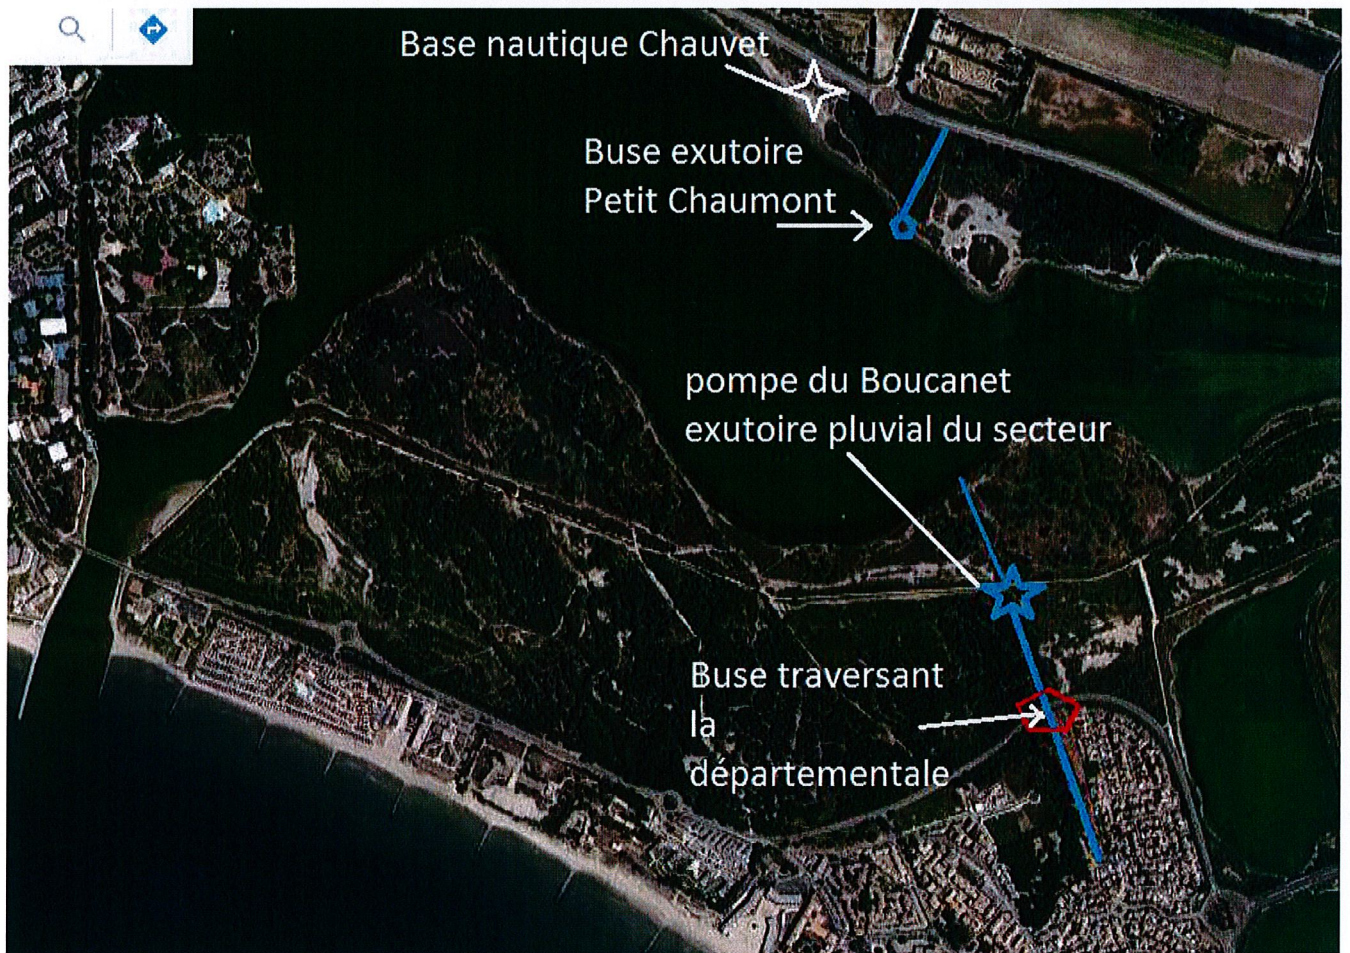 Base nautique Chauvet
Buse exutoire
Petit Chaumont
pompe du Boucanet
exutoire pluvial du secteur
Buse traversant
la
départementale